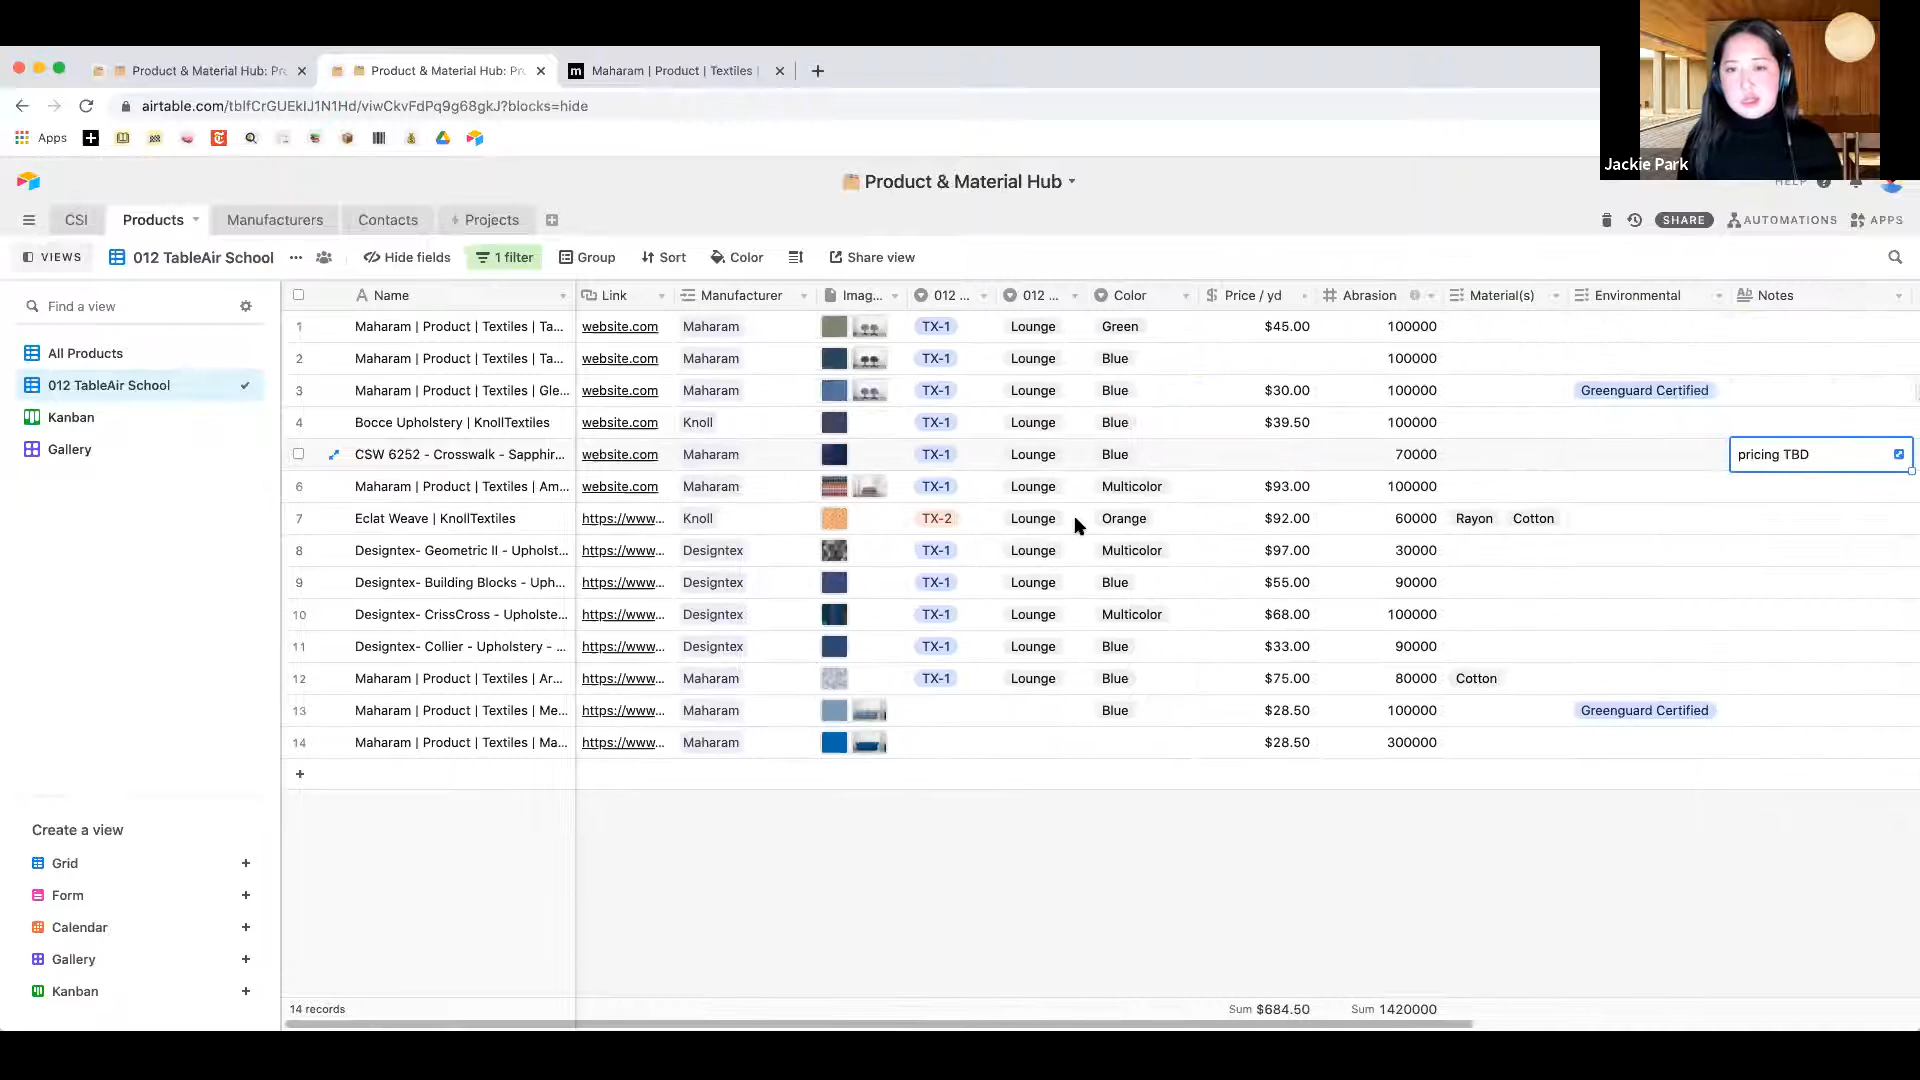 Product & Material Hub: Pr
Product & Material Hub: Pr
m Maharam | Product | Textiles |
airtable.com/tblfCrGUEkIJ1N1Hd/viwCkvFdPq9g68gkJ?blocks=hide
Apps
Jackie Park
Product & Material Hub
HELP
CSI Products Manufacturers Contacts Projects
SHARE AUTOMATIONS APPS
VIEWS 012 TableAir School ... Hide fields 1 filter Group Sort Color Share view
Find a view
All Products
012 TableAir School
Kanban
Gallery
Create a view
Grid +
Form +
Calendar +
Gallery +
Kanban +
Name Link Manufacturer Imag... 012 ... 012 ... Color Price / yd Abrasion Material(s) Environmental Notes
1 Maharam | Product | Textiles | Ta... website.com Maharam TX-1 Lounge Green $45.00 100000
2 Maharam | Product | Textiles | Ta... website.com Maharam TX-1 Lounge Blue 100000
3 Maharam | Product | Textiles | Gle... website.com Maharam TX-1 Lounge Blue $30.00 100000 Greenguard Certified
4 Bocce Upholstery | KnollTextiles website.com Knoll TX-1 Lounge Blue $39.50 100000
CSW 6252 - Crosswalk - Sapphir... website.com Maharam TX-1 Lounge Blue 70000 pricing TBD
6 Maharam | Product | Textiles | Am... website.com Maharam TX-1 Lounge Multicolor $93.00 100000
7 Eclat Weave | KnollTextiles https://www... Knoll TX-2 Lounge Orange $92.00 60000 Rayon Cotton
8 Designtex- Geometric II - Upholst... https://www... Designtex TX-1 Lounge Multicolor $97.00 30000
9 Designtex- Building Blocks - Uph... https://www... Designtex TX-1 Lounge Blue $55.00 90000
10 Designtex- CrissCross - Upholste... https://www... Designtex TX-1 Lounge Multicolor $68.00 100000
11 Designtex- Collier - Upholstery - ... https://www... Designtex TX-1 Lounge Blue $33.00 90000
12 Maharam | Product | Textiles | Ar... https://www... Maharam TX-1 Lounge Blue $75.00 80000 Cotton
13 Maharam | Product | Textiles | Me... https://www... Maharam Blue $28.50 100000 Greenguard Certified
14 Maharam | Product | Textiles | Ma... https://www... Maharam $28.50 300000
+
14 records Sum $684.50 Sum 1420000